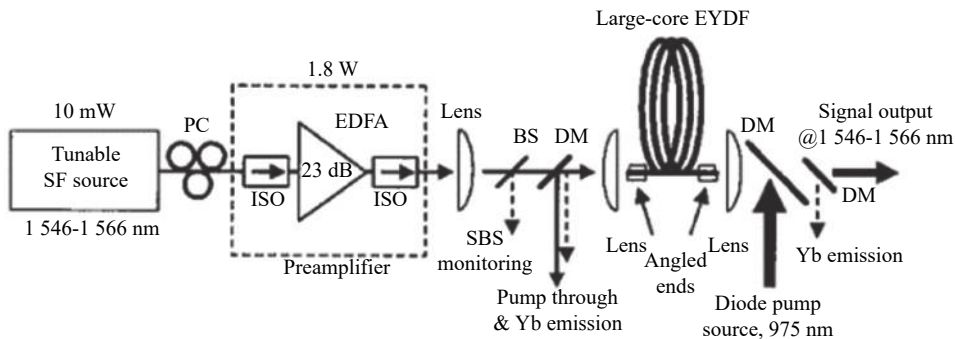 Large-core EYDF
1.8 W
10 mW
PC
EDFA
Lens
BS
DM
DM
Signal output
@1 546-1 566 nm
Tunable
SF source
23 dB
ISO
ISO
DM
1 546-1 566 nm
SBS
monitoring
Lens
Angled
ends
Lens
Yb emission
Preamplifier
Pump through
& Yb emission
Diode pump
source, 975 nm